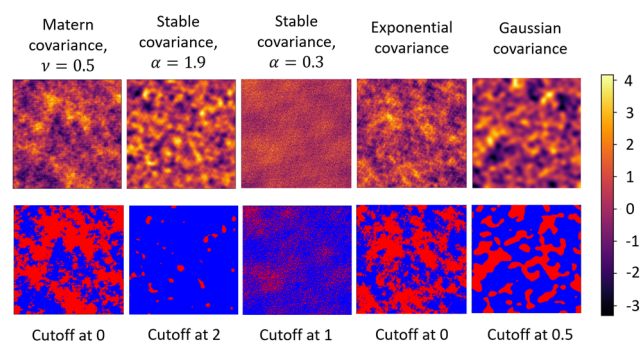 Matern
covariance,
ν = 0.5
Stable
covariance,
α = 1.9
Stable
covariance,
α = 0.3
Exponential
covariance
Gaussian
covariance
4
3
2
1
0
−1
−2
−3
Cutoff at 0
Cutoff at 2
Cutoff at 1
Cutoff at 0
Cutoff at 0.5